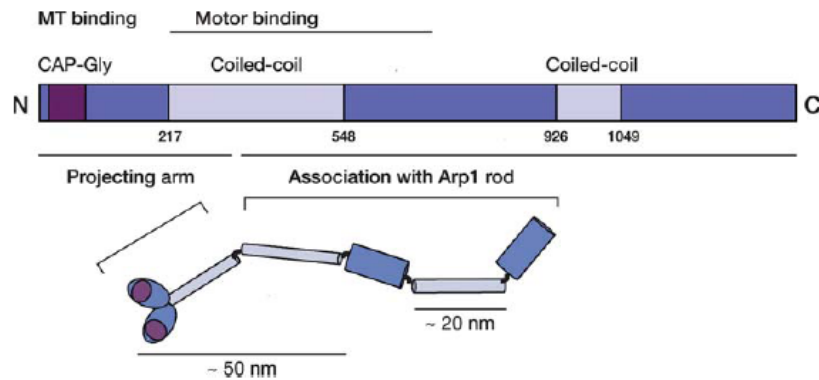 MT binding Motor binding
CAP-Gly Coiled-coil Coiled-coil
N C
217 548 926 1049
Projecting arm Association with Arp1 rod
~ 20 nm
~ 50 nm